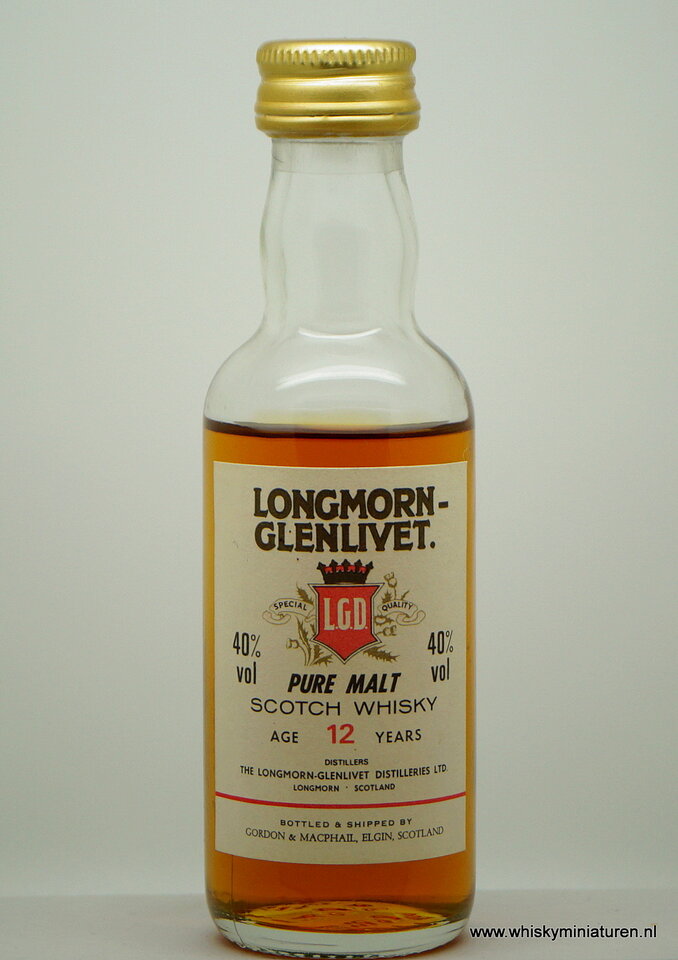 LONGMORN-
GLENLIVET.
SPECIAL QUALITY
L.G.D.
40% vol
40% vol
PURE MALT
SCOTCH WHISKY
AGE 12 YEARS
DISTILLERS
THE LONGMORN-GLENLIVET DISTILLERIES LTD.
LONGMORN · SCOTLAND
BOTTLED & SHIPPED BY
GORDON & MACPHAIL, ELGIN, SCOTLAND
www.whiskyminiaturen.nl